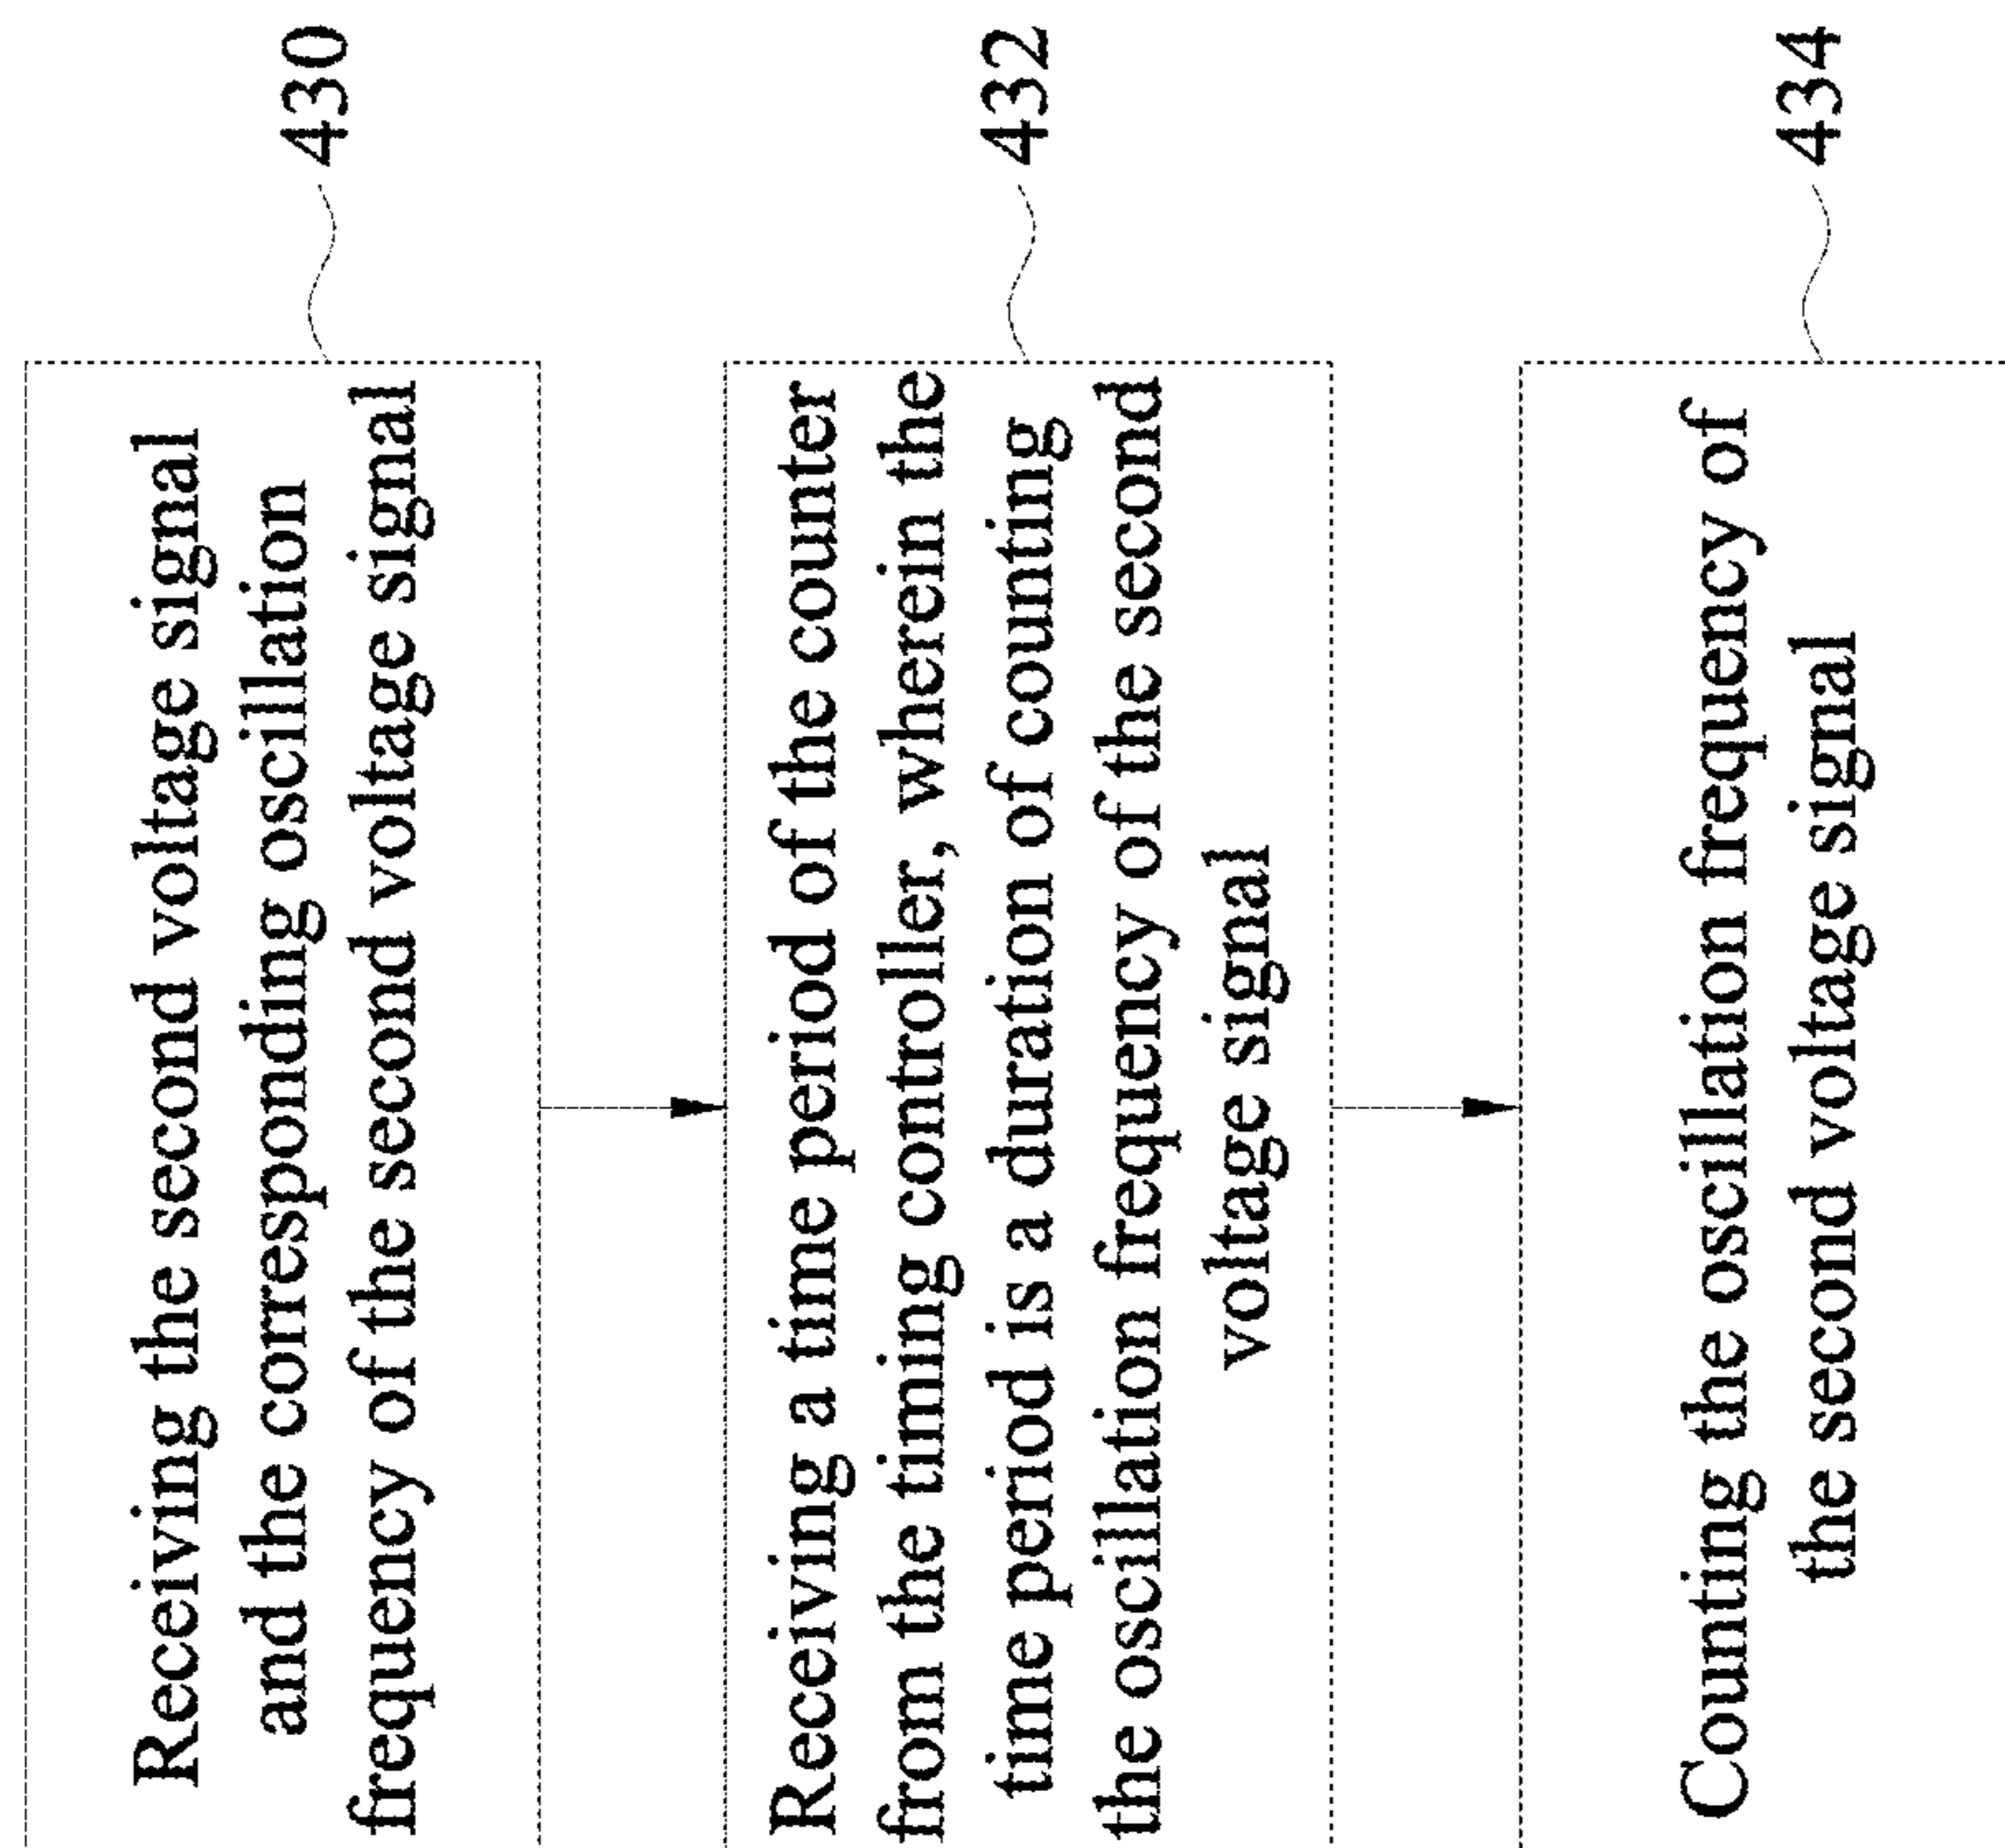 Receiving the second voltage signal
and the corresponding oscillation
frequency of the second voltage signal
430
Receiving a time period of the counter
from the timing controller, wherein the
time period is a duration of counting
the oscillation frequency of the second
voltage signal
432
Counting the oscillation frequency of
the second voltage signal
434